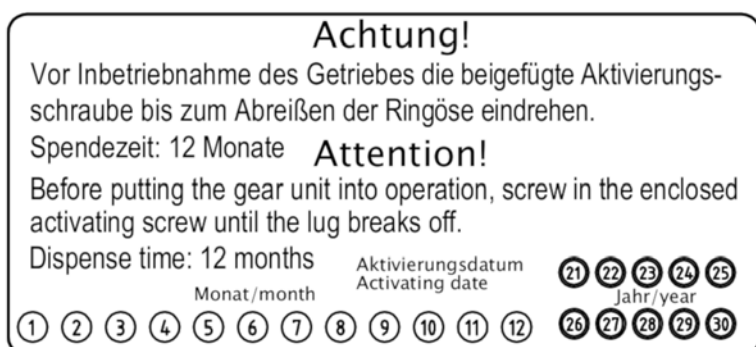 Achtung!
Vor Inbetriebnahme des Getriebes die beigefügte Aktivierungs-
schraube bis zum Abreißen der Ringöse eindrehen.
Spendezeit: 12 Monate
Attention!
Before putting the gear unit into operation, screw in the enclosed
activating screw until the lug breaks off.
Dispense time: 12 months
Aktivierungsdatum
Activating date
21 22 23 24 25
Monat/month
Jahr/year
1 2 3 4 5 6 7 8 9 10 11 12
26 27 28 29 30